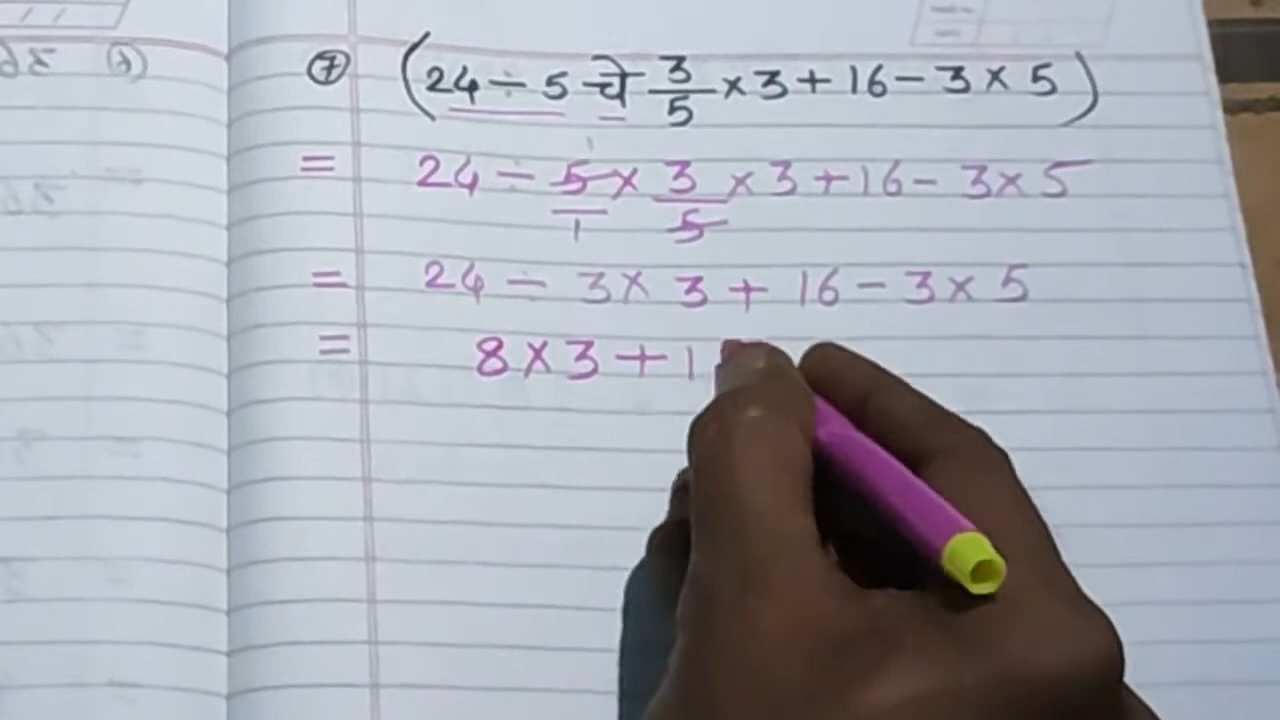 ⑦ (24 ÷ 5 चे 3/5 × 3 + 16 - 3 × 5)
= 24 ÷ 5/1 × 3/5 × 3 + 16 - 3 × 5
= 24 ÷ 3 × 3 + 16 - 3 × 5
= 8 × 3 + 1